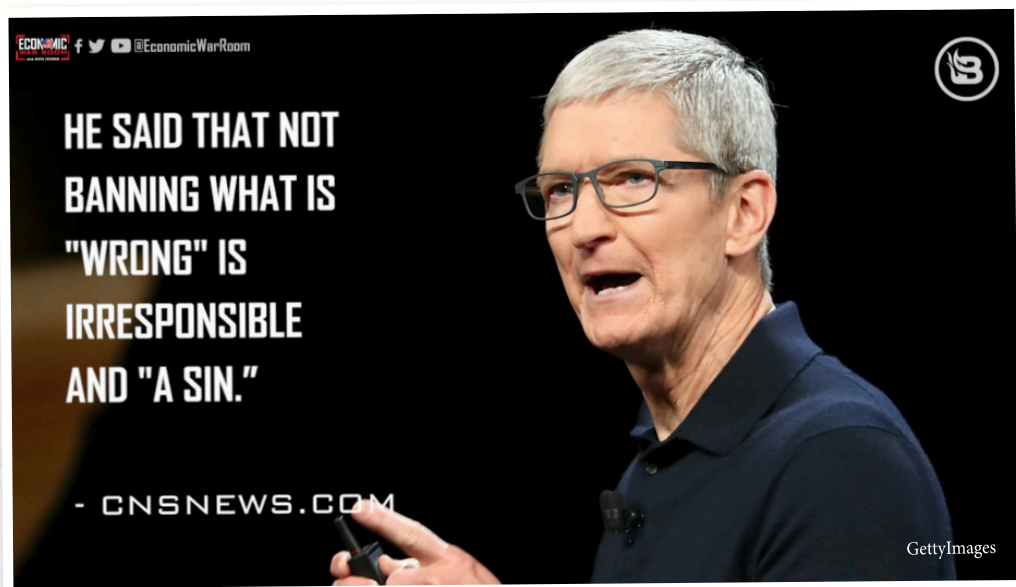 ECONOMIC
WAR ROOM
@EconomicWarRoom
B
HE SAID THAT NOT
BANNING WHAT IS
"WRONG" IS
IRRESPONSIBLE
AND "A SIN.”
- CNSNEWS.COM
GettyImages